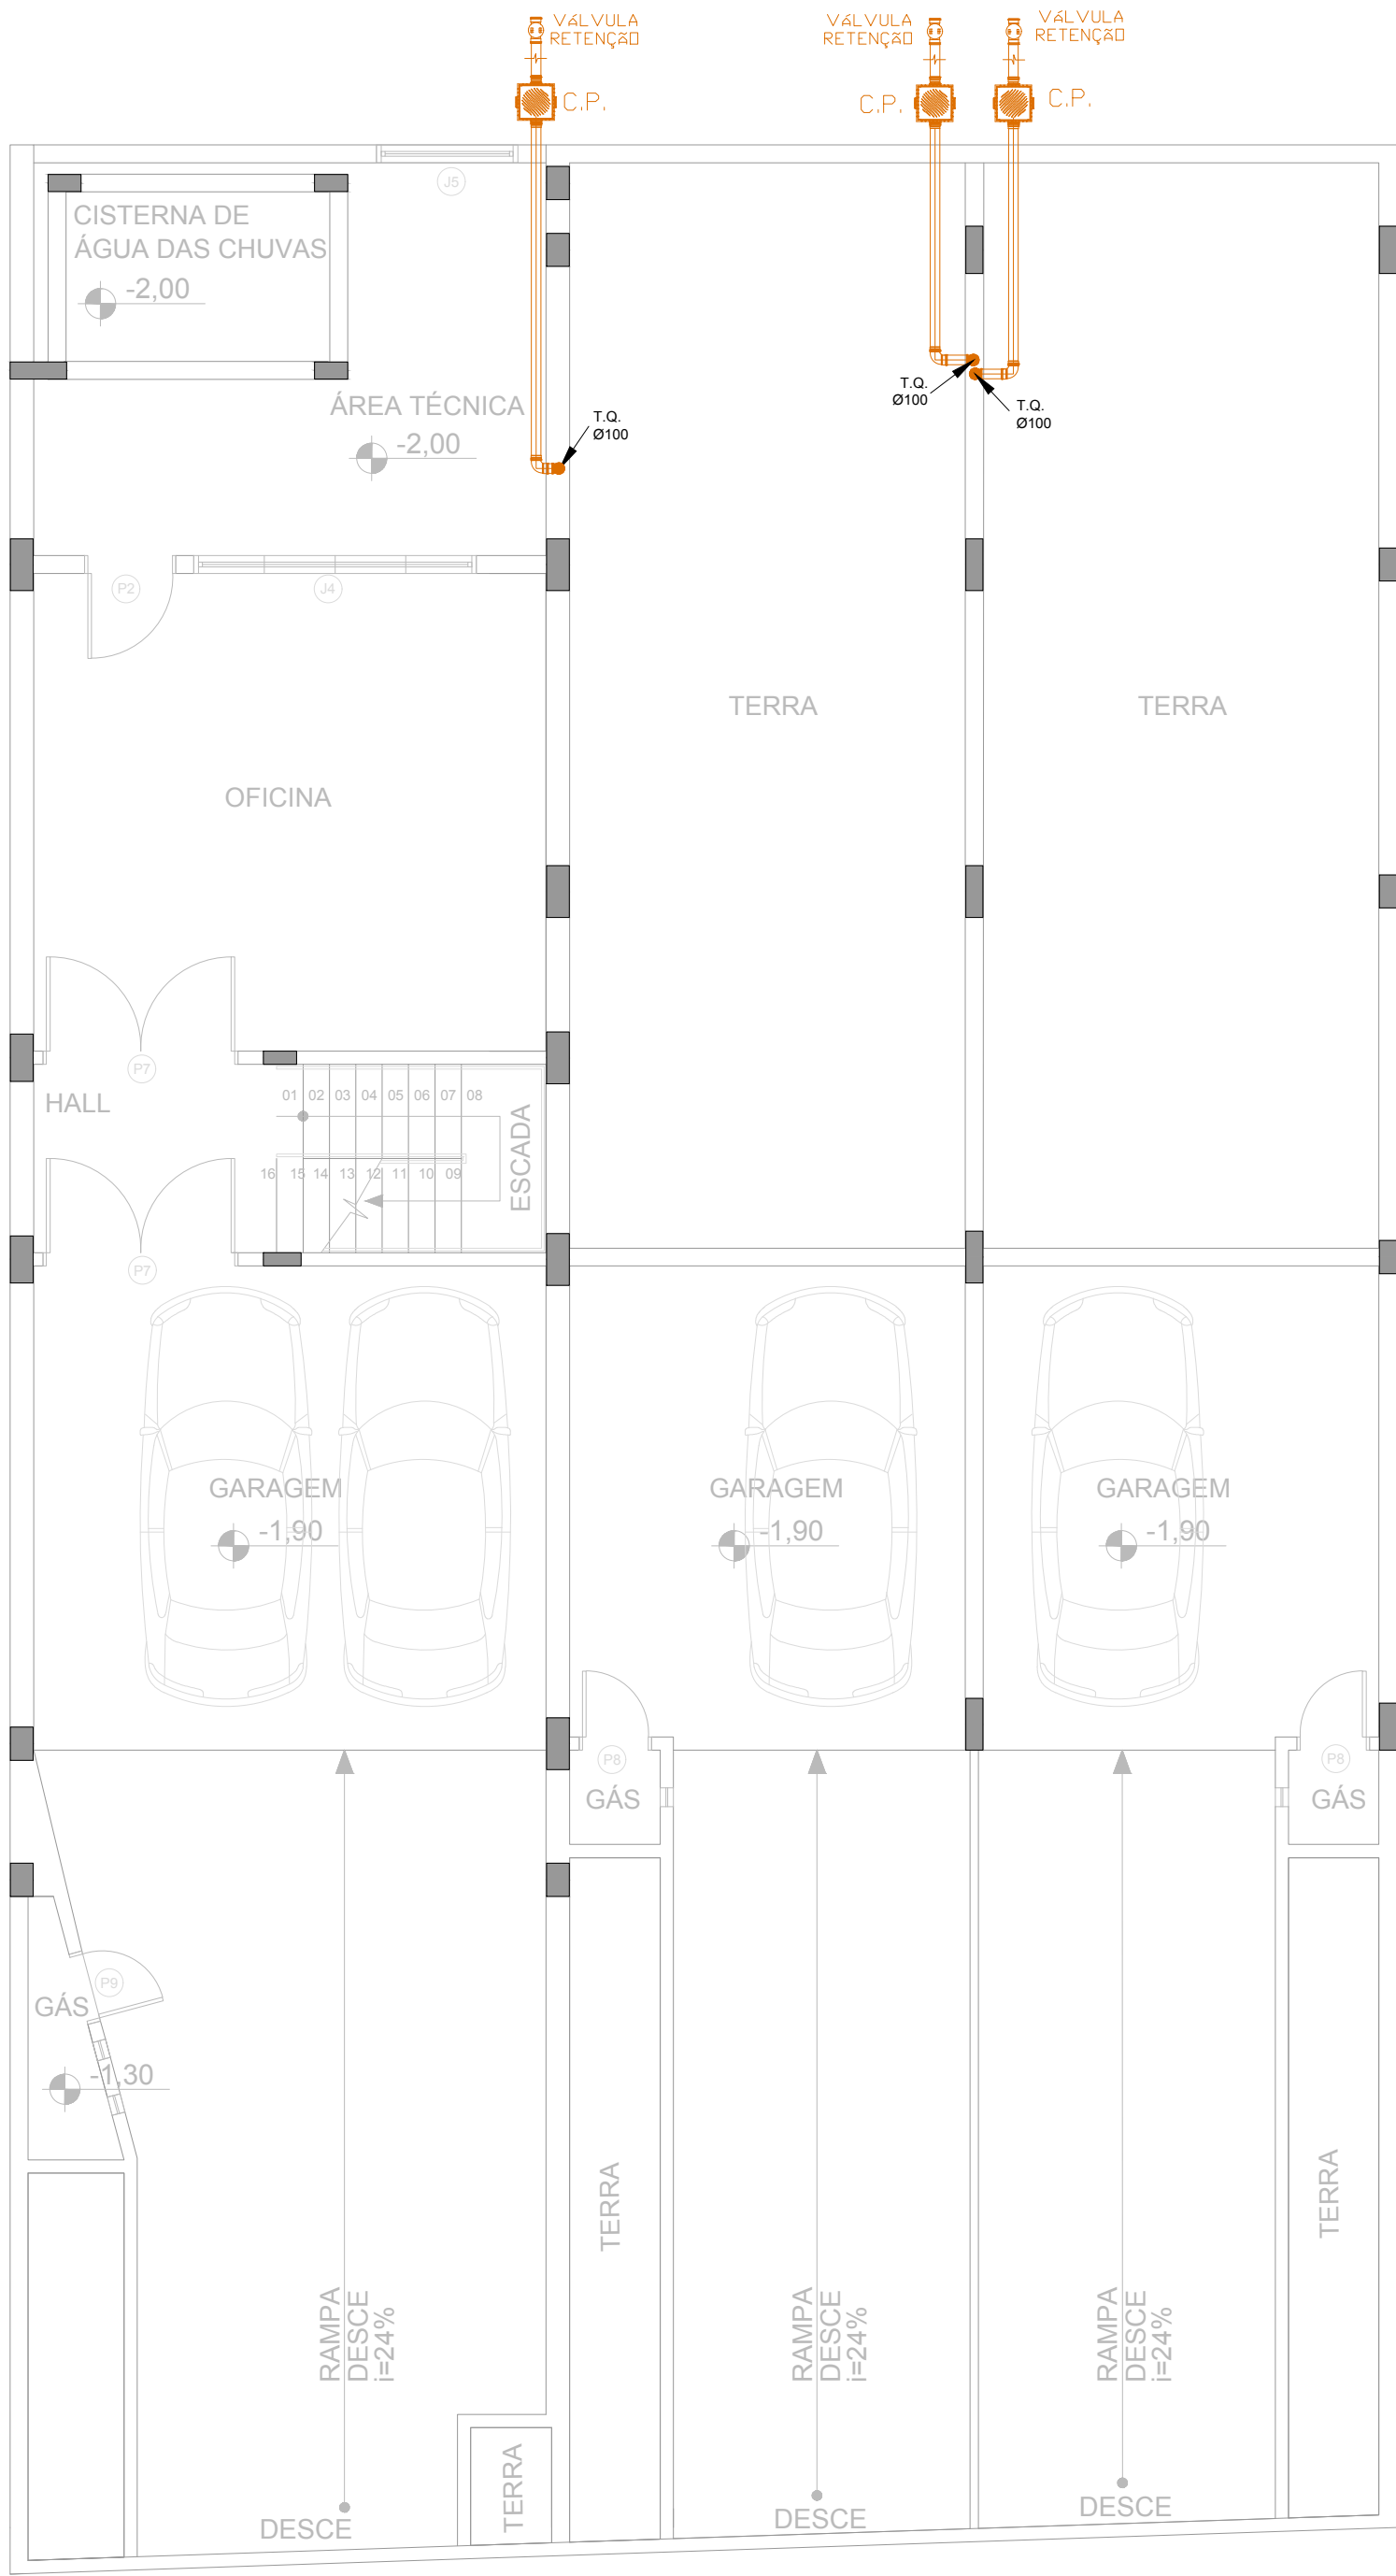 VÁLVULA
RETENÇÃO
VÁLVULA
RETENÇÃO
VÁLVULA
RETENÇÃO
C.P.
C.P.
C.P.
J5
CISTERNA DE
ÁGUA DAS CHUVAS
-2,00
T.Q.
Ø100
T.Q.
Ø100
T.Q.
Ø100
ÁREA TÉCNICA
-2,00
P2
J4
TERRA
TERRA
OFICINA
P7
HALL
01 02 03 04 05 06 07 08
ESCADA
16 15 14 13 12 11 10 09
P7
GARAGEM
-1,90
GARAGEM
-1,90
GARAGEM
-1,90
P8
GÁS
P8
GÁS
P9
GÁS
-1,30
TERRA
TERRA
RAMPA
DESCE
i=24%
RAMPA
DESCE
i=24%
RAMPA
DESCE
i=24%
TERRA
DESCE
DESCE
DESCE